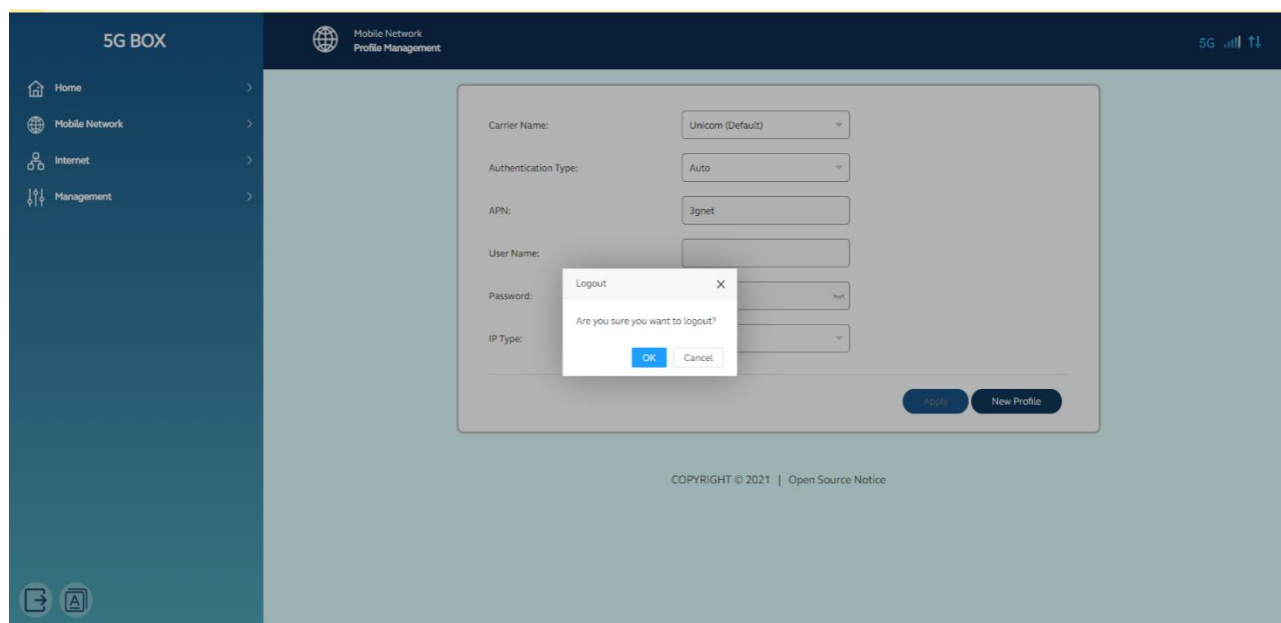 5G BOX
Mobile Network
Profile Management
5G
Home
Mobile Network
Internet
Management
Carrier Name:
Unicom (Default)
Authentication Type:
Auto
APN:
3gnet
User Name:
Password:
IP Type:
Logout
Are you sure you want to logout?
OK
Cancel
Apply
New Profile
COPYRIGHT © 2021 | Open Source Notice
A